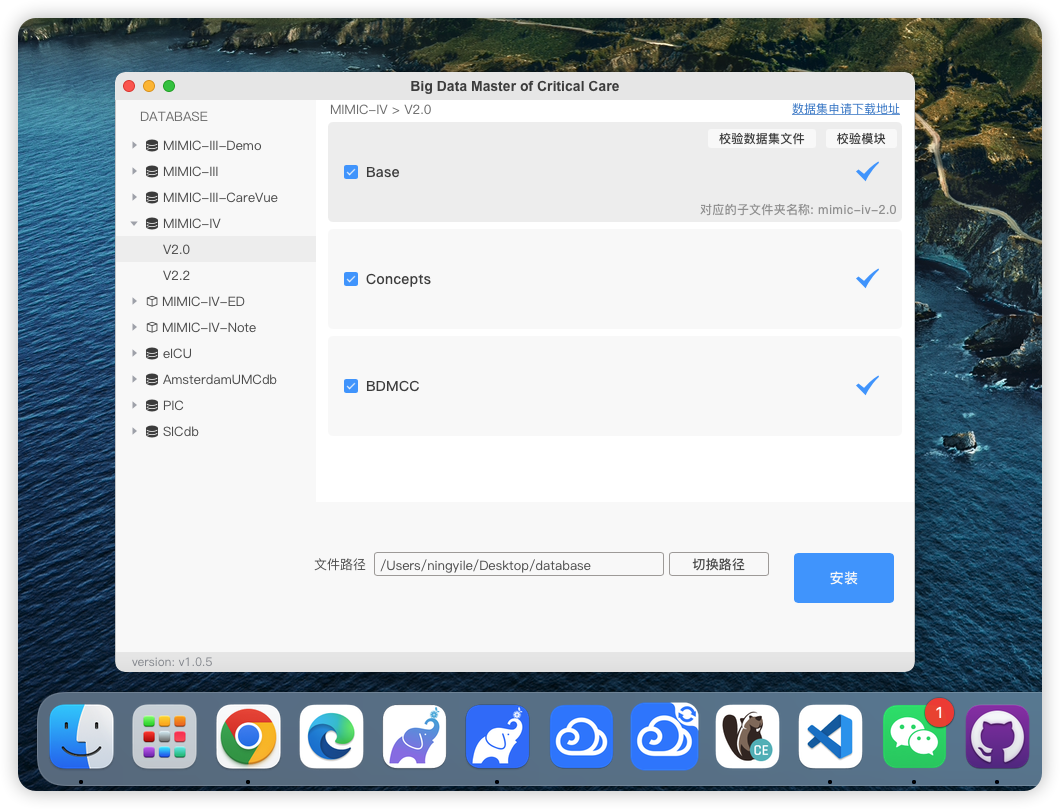 Big Data Master of Critical Care
DATABASE
MIMIC-III-Demo
MIMIC-III
MIMIC-III-CareVue
MIMIC-IV
V2.0
V2.2
MIMIC-IV-ED
MIMIC-IV-Note
eICU
AmsterdamUMCdb
PIC
SICdb
MIMIC-IV > V2.0
数据集申请下载地址
校验数据集文件
校验模块
Base
对应的子文件夹名称: mimic-iv-2.0
Concepts
BDMCC
文件路径
/Users/ningyile/Desktop/database
切换路径
安装
version: v1.0.5
CE
1